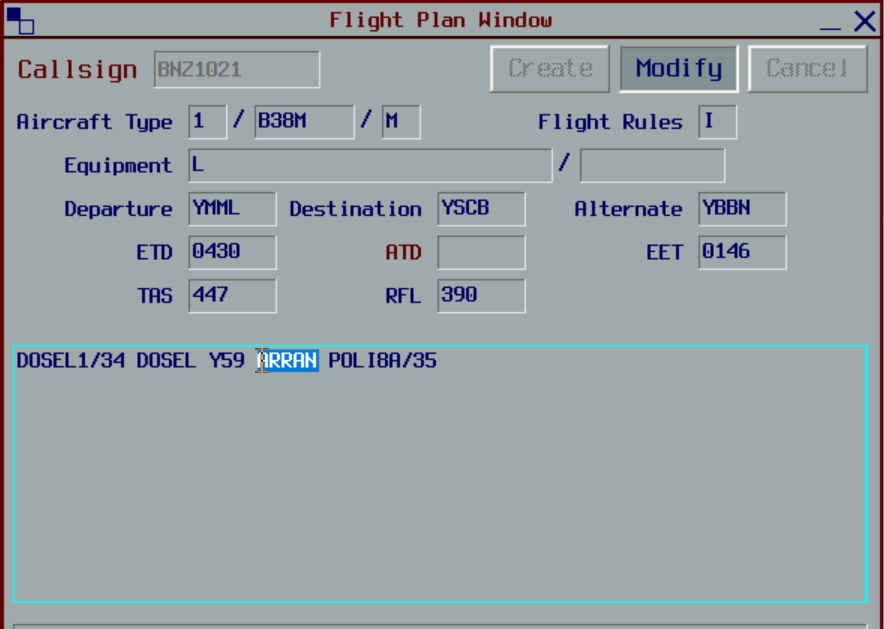 Flight Plan Window
Callsign BNZ1021 Create Modify Cancel
Aircraft Type 1 / B38M / M Flight Rules I
Equipment L /
Departure YMML Destination YSCB Alternate YBBN
ETD 0430 ATD EET 0146
TAS 447 RFL 390
DOSEL1/34 DOSEL Y59 ARRAN POLI8A/35